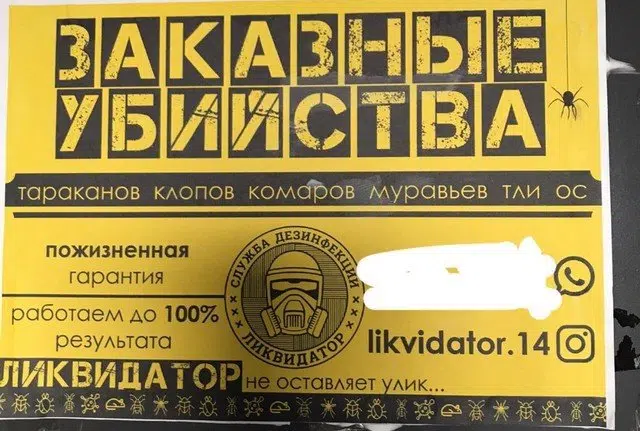 ЗАКАЗНЫЕ
УБИЙСТВА
тараканов клопов комаров муравьев тли ос
пожизненная
гарантия
работаем до 100%
результата
СЛУЖБА ДЕЗИНФЕКЦИИ
ЛИКВИДАТОР
likvidator.14
ЛИКВИДАТОР не оставляет улик...